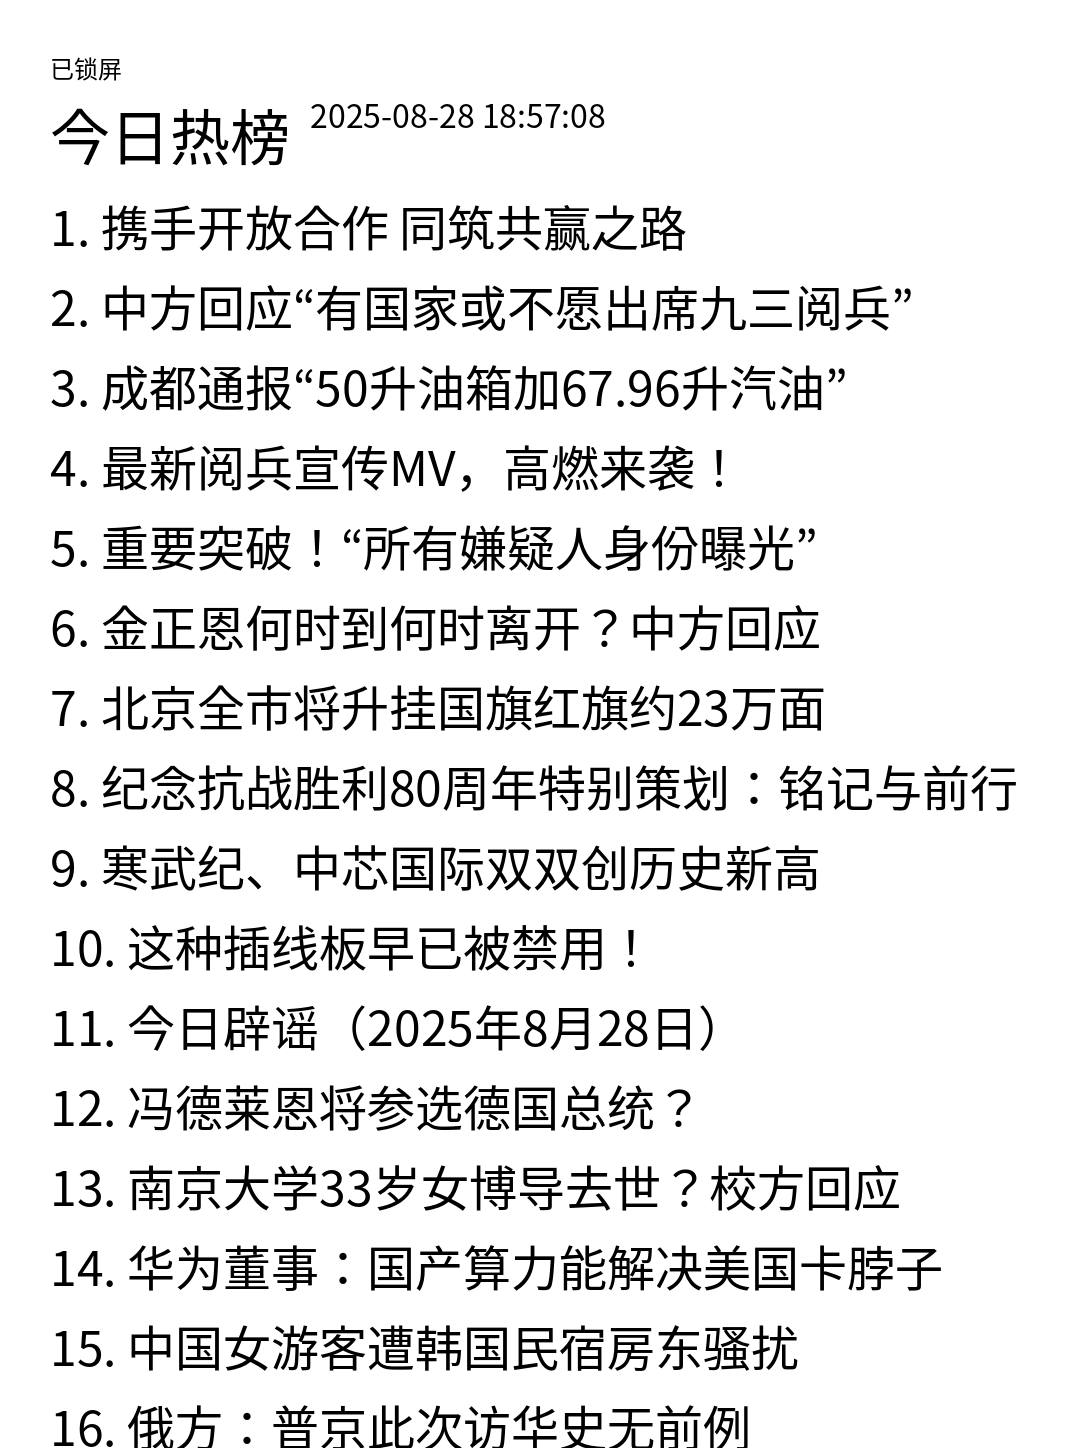 已锁屏
今日热榜 2025-08-28 18:57:08
1. 携手开放合作 同筑共赢之路
2. 中方回应“有国家或不愿出席九三阅兵”
3. 成都通报“50升油箱加67.96升汽油”
4. 最新阅兵宣传MV，高燃来袭！
5. 重要突破！“所有嫌疑人身份曝光”
6. 金正恩何时到何时离开？中方回应
7. 北京全市将升挂国旗红旗约23万面
8. 纪念抗战胜利80周年特别策划：铭记与前行
9. 寒武纪、中芯国际双双创历史新高
10. 这种插线板早已被禁用！
11. 今日辟谣（2025年8月28日）
12. 冯德莱恩将参选德国总统？
13. 南京大学33岁女博导去世？校方回应
14. 华为董事：国产算力能解决美国卡脖子
15. 中国女游客遭韩国民宿房东骚扰
16. 俄方：普京此次访华史无前例